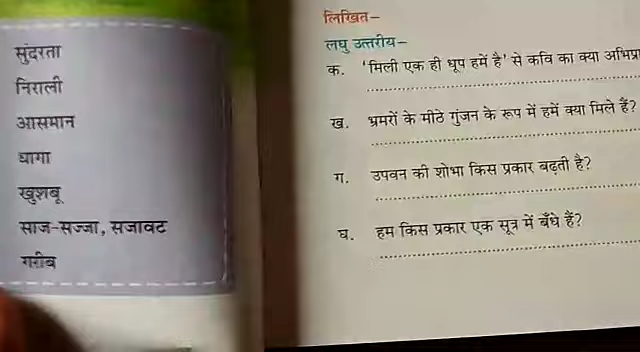 सुंदरता
निराली
आसमान
धागा
खुशबू
साज-सज्जा, सजावट
गरीब
लिखित–
लघु उत्तरीय–
क. 'मिली एक ही धूप हमें है' से कवि का क्या
ख. भ्रमरों के मीठे गुंजन के रूप में हमें क्या मिले हैं?
ग. उपवन की शोभा किस प्रकार बढ़ती है?
घ. हम किस प्रकार एक सूत्र में बँधे हैं?